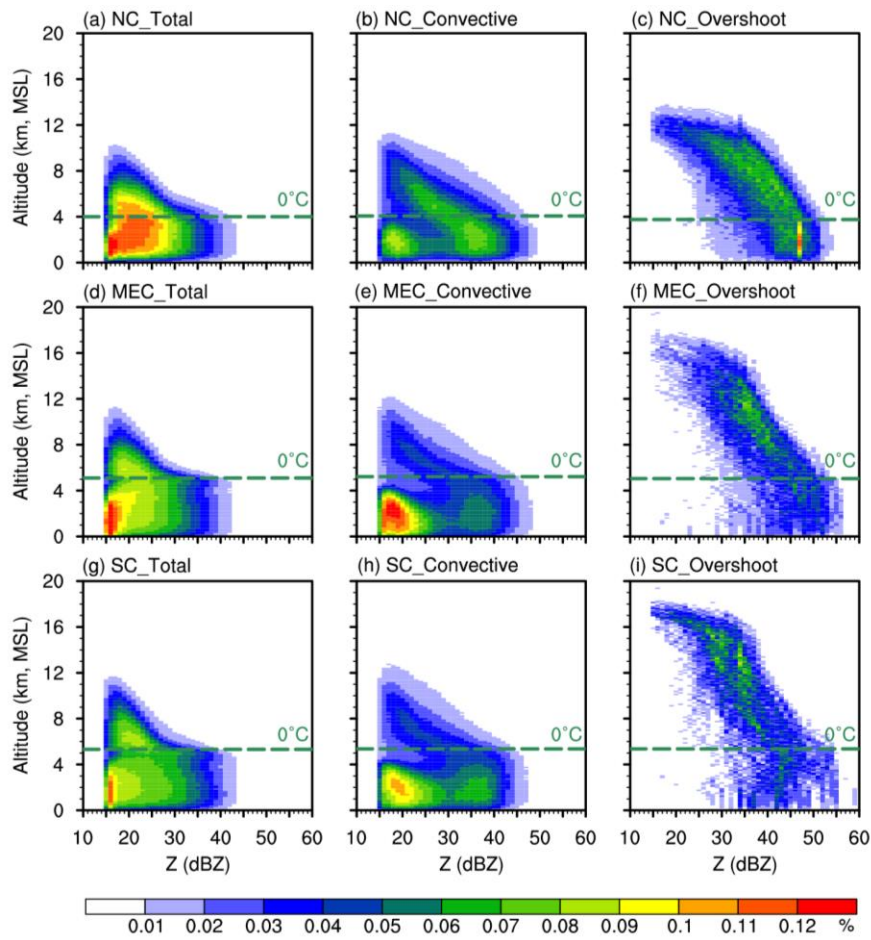 (a) NC_Total (b) NC_Convective (c) NC_Overshoot
20
16
12
8
4
0
Altitude (km, MSL)
0°C 0°C 0°C
(d) MEC_Total (e) MEC_Convective (f) MEC_Overshoot
20
16
12
8
4
0
Altitude (km, MSL)
0°C 0°C 0°C
(g) SC_Total (h) SC_Convective (i) SC_Overshoot
20
16
12
8
4
0
Altitude (km, MSL)
0°C 0°C 0°C
10 20 30 40 50 60 10 20 30 40 50 60 10 20 30 40 50 60
Z (dBZ) Z (dBZ) Z (dBZ)
0.01 0.02 0.03 0.04 0.05 0.06 0.07 0.08 0.09 0.1 0.11 0.12 %